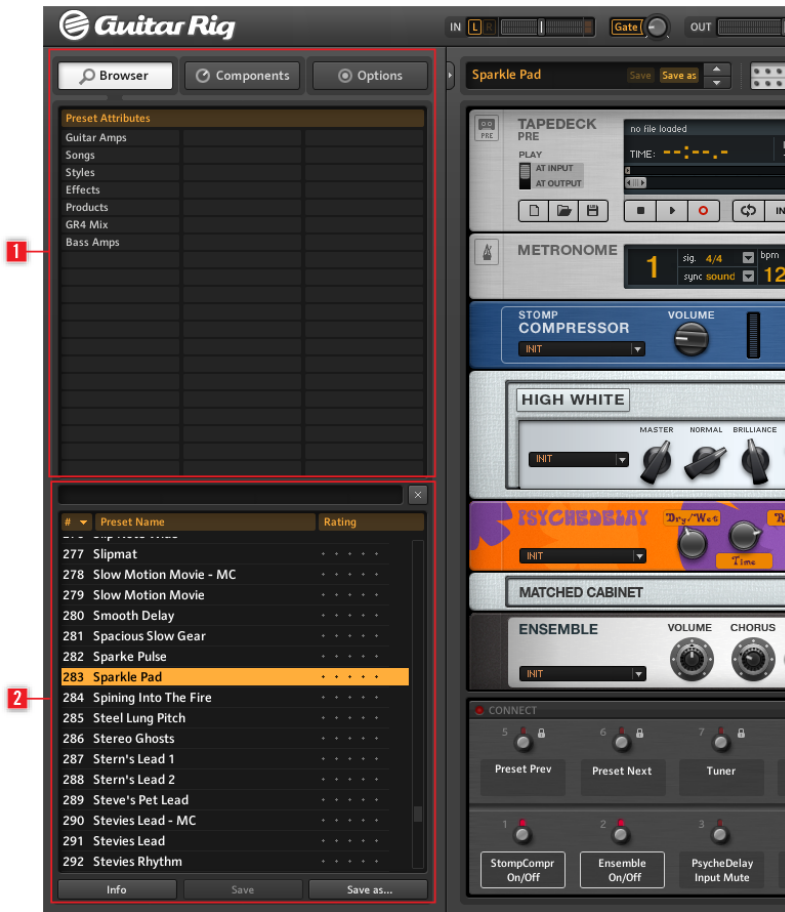 Guitar Rig
IN L R Gate OUT
Browser Components Options
Preset Attributes
Guitar Amps
Songs
Styles
Effects
Products
GR4 Mix
Bass Amps
1
# Preset Name Rating
277 Slipmat
278 Slow Motion Movie - MC
279 Slow Motion Movie
280 Smooth Delay
281 Spacious Slow Gear
282 Sparke Pulse
283 Sparkle Pad
284 Spining Into The Fire
285 Steel Lung Pitch
286 Stereo Ghosts
287 Stern's Lead 1
288 Stern's Lead 2
289 Steve's Pet Lead
290 Stevies Lead - MC
291 Stevies Lead
292 Stevies Rhythm
2
Info Save Save as...
Sparkle Pad Save Save as
PRE
TAPEDECK
PRE
no file loaded
PLAY
TIME: --:--.-
AT INPUT
AT OUTPUT
IN
METRONOME
1
sig. 4/4 bpm
sync sound 12
STOMP
COMPRESSOR
VOLUME
INIT
HIGH WHITE
MASTER NORMAL BRILLIANCE
INIT
PSYCHEDELAY
Dry/Wet
INIT
Time
MATCHED CABINET
ENSEMBLE
VOLUME CHORUS
INIT
CONNECT
5 6 7
Preset Prev Preset Next Tuner
1 2 3
StompCompr
On/Off
Ensemble
On/Off
PsycheDelay
Input Mute